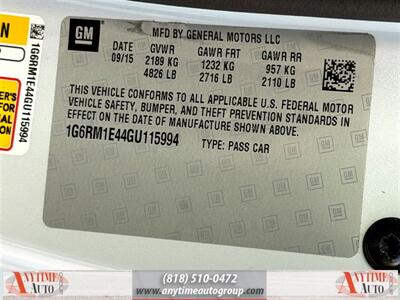 GM
MFD BY GENERAL MOTORS LLC
DATE GVWR GAWR FRT GAWR RR
09/15 2189 KG 1232 KG 957 KG
4826 LB 2716 LB 2110 LB
THIS VEHICLE CONFORMS TO ALL APPLICABLE U.S. FEDERAL MOTOR
VEHICLE SAFETY, BUMPER, AND THEFT PREVENTION STANDARDS IN
EFFECT ON THE DATE OF MANUFACTURE SHOWN ABOVE.
1G6RM1E44GU115994 TYPE: PASS CAR
1G6RM1E44GU115994
ANYTIME AUTO
(818) 510-0472
www.anytimeautogroup.com
ANYTIME AUTO